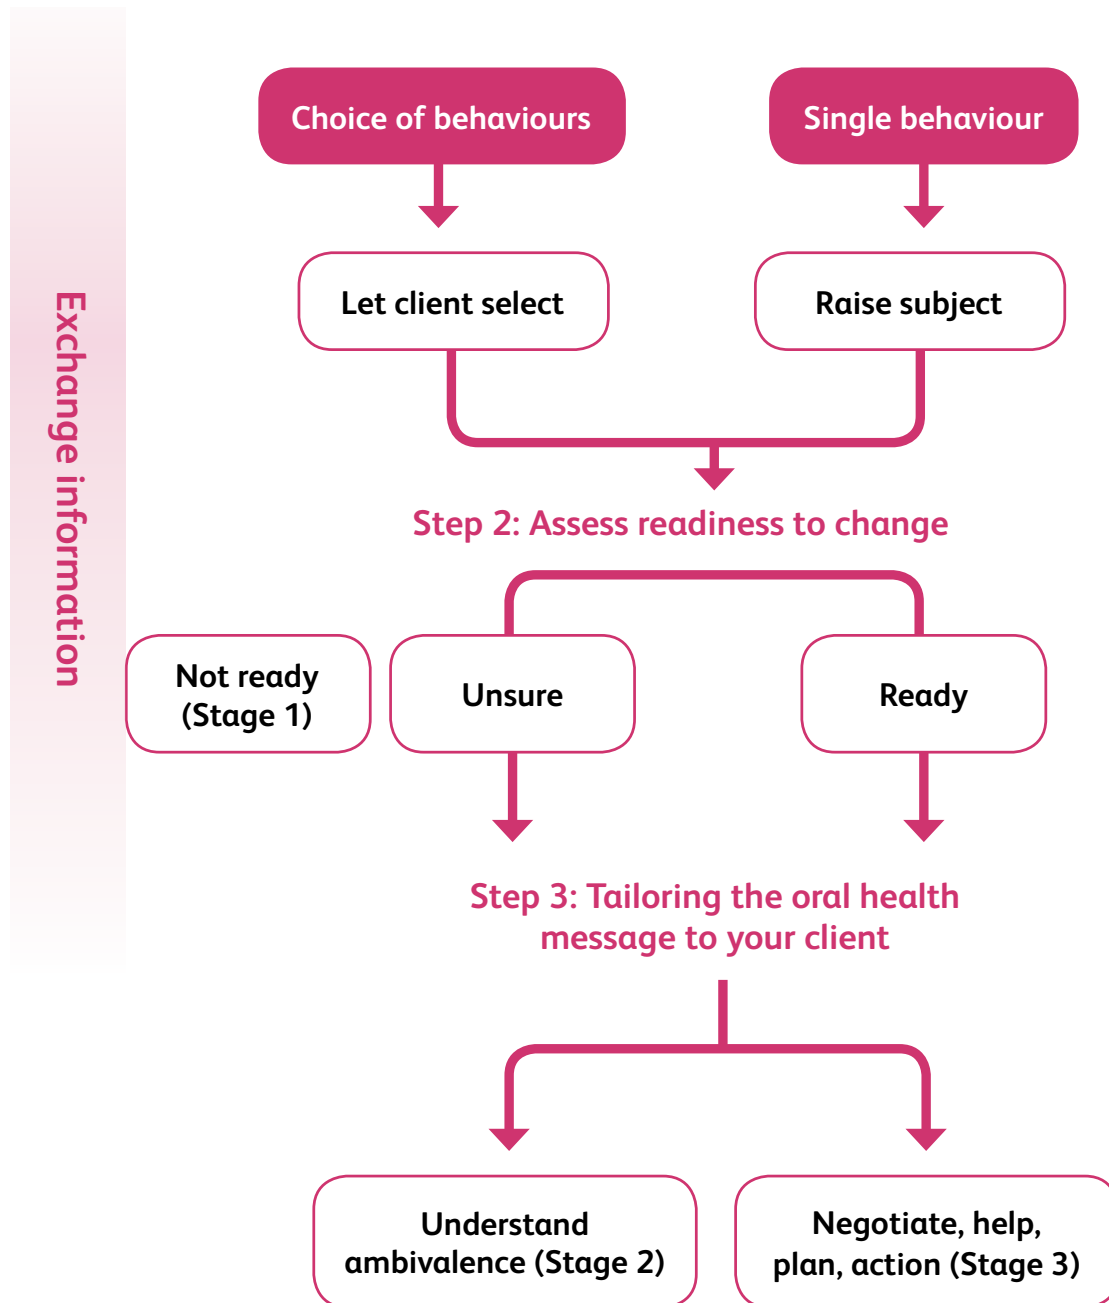 Exchange information
Choice of behaviours
Single behaviour
Let client select
Raise subject
Step 2: Assess readiness to change
Not ready
(Stage 1)
Unsure
Ready
Step 3: Tailoring the oral health
message to your client
Understand
ambivalence (Stage 2)
Negotiate, help,
plan, action (Stage 3)